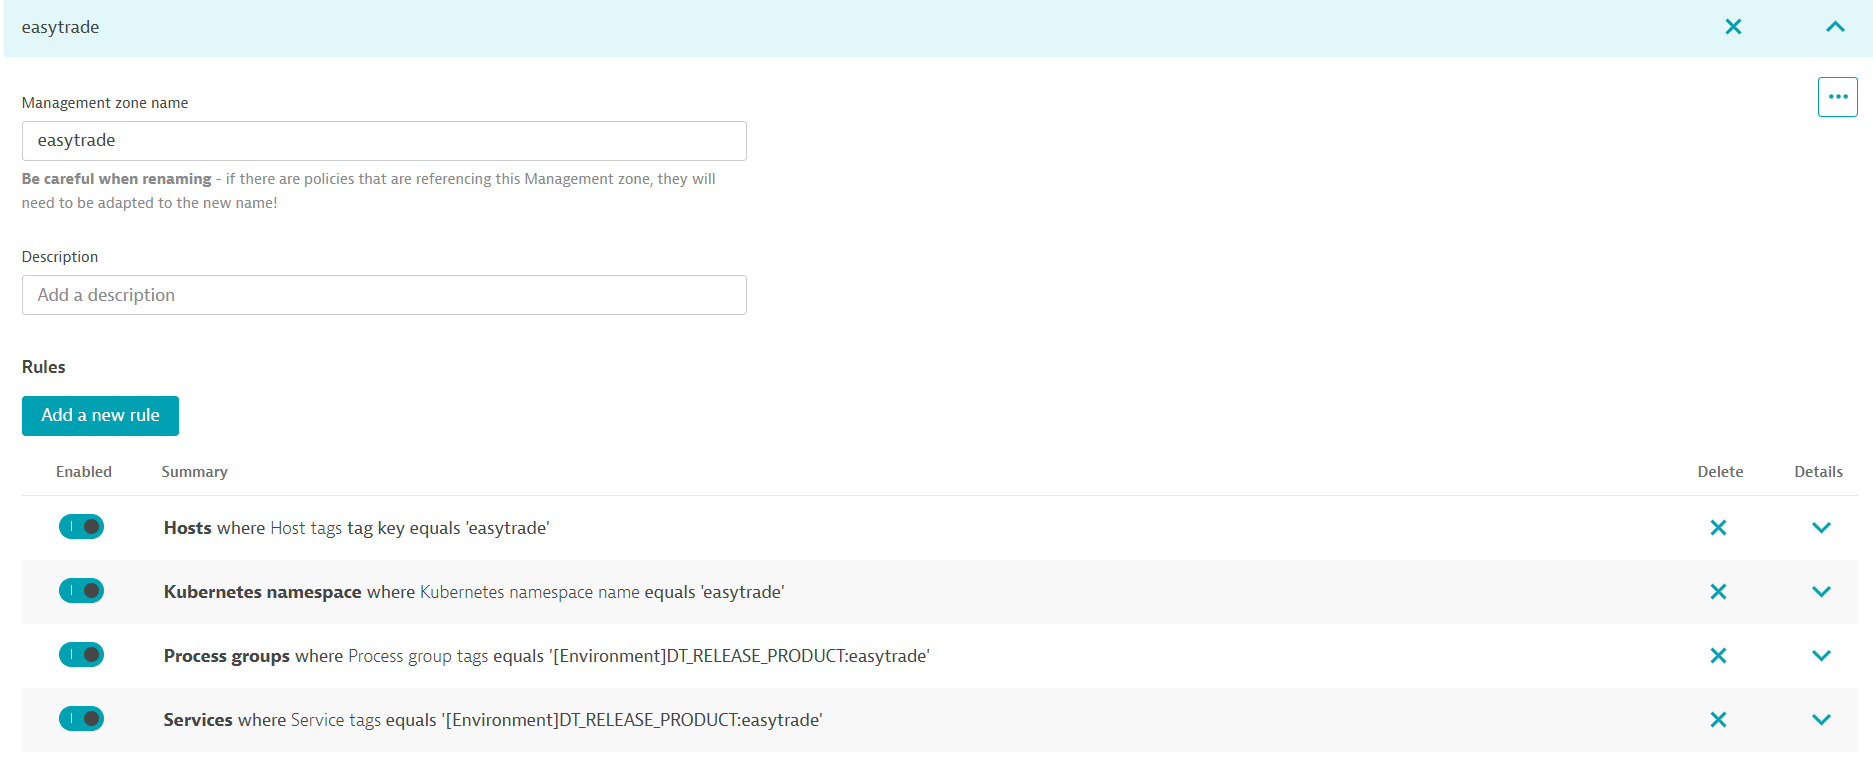 easytrade
Management zone name
easytrade
Be careful when renaming - if there are policies that are referencing this Management zone, they will
need to be adapted to the new name!
Description
Add a description
Rules
Add a new rule
Enabled Summary Delete Details
Hosts where Host tags tag key equals 'easytrade'
Kubernetes namespace where Kubernetes namespace name equals 'easytrade'
Process groups where Process group tags equals '[Environment]DT_RELEASE_PRODUCT:easytrade'
Services where Service tags equals '[Environment]DT_RELEASE_PRODUCT:easytrade'